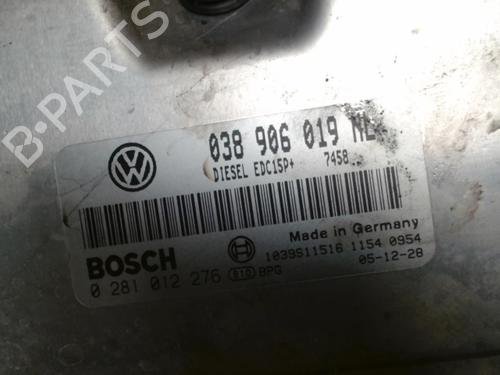 038 906 019
DIESEL EDC15P+ 7458
Made in Germany
BOSCH
1039S11516 1154 0954
0 281 012 276 BPG 05-12-28
B-PARTS